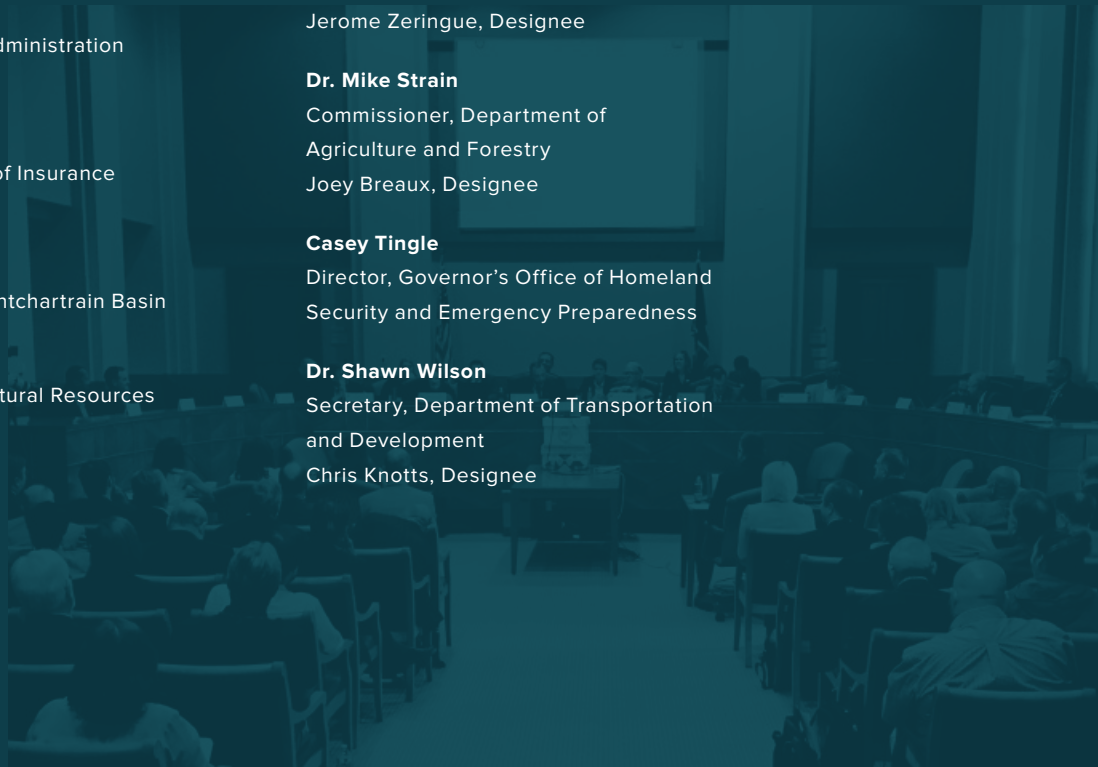 dministration
of Insurance
ntchartrain Basin
tural Resources
Jerome Zeringue, Designee
Dr. Mike Strain
Commissioner, Department of
Agriculture and Forestry
Joey Breaux, Designee
Casey Tingle
Director, Governor’s Office of Homeland
Security and Emergency Preparedness
Dr. Shawn Wilson
Secretary, Department of Transportation
and Development
Chris Knotts, Designee